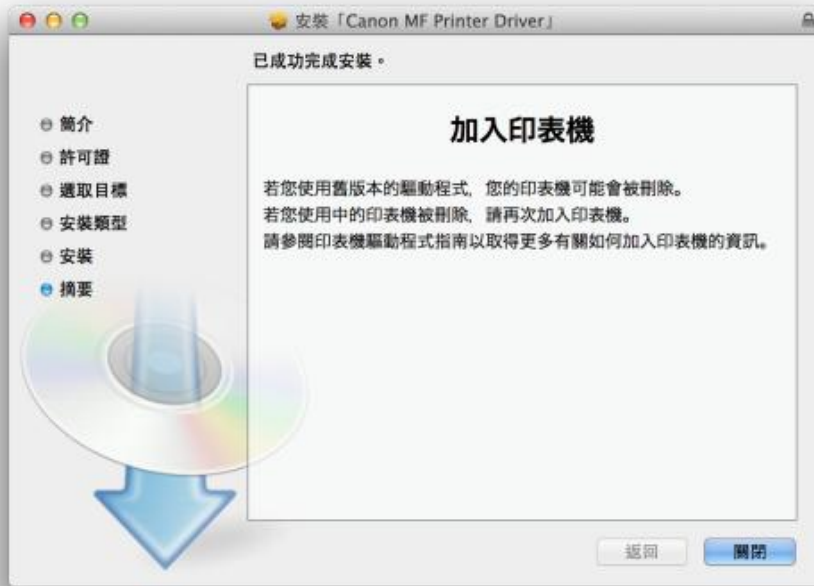 安裝「Canon MF Printer Driver」
已成功完成安裝。
簡介
許可證
選取目標
安裝類型
安裝
摘要
加入印表機
若您使用舊版本的驅動程式，您的印表機可能會被刪除。
若您使用中的印表機被刪除，請再次加入印表機。
請參閱印表機驅動程式指南以取得更多有關如何加入印表機的資訊。
返回
關閉